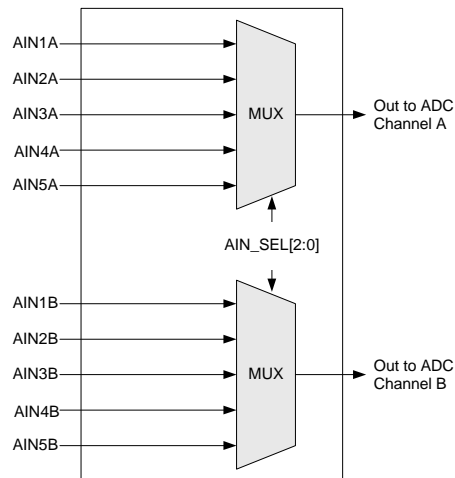 AIN1A
AIN2A
AIN3A
AIN4A
AIN5A
MUX
Out to ADC
Channel A
AIN_SEL[2:0]
AIN1B
AIN2B
AIN3B
AIN4B
AIN5B
MUX
Out to ADC
Channel B